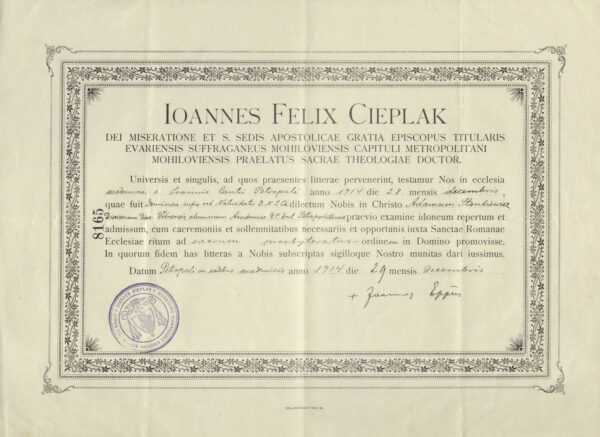 IOANNES FELIX CIEPLAK
DEI MISERATIONE ET S. SEDIS APOSTOLICAE GRATIA EPISCOPUS TITULARIS
EVARIENSIS SUFFRAGANEUS MOHILOVIENSIS CAPITULI METROPOLITANI
MOHILOVIENSIS PRAELATUS SACRAE THEOLOGIAE DOCTOR.
Universis et singulis, ad quos praesentes litterae pervenerint, testamur Nos in ecclesia
academica S. Joannis Cantii Petropoli anno 1914 die 28 mensis decembris,
quae fuit Dominica infra oct. Nativitatis D.N.J.Ch. dilectum Nobis in Christo Adamum Stankiewicz
Diaconum Dioec. Vilnensis alumnum Academiae praevio examine idoneum repertum et
admissum, cum caeremoniis et sollemnitatibus necessariis et opportunis iuxta Sanctae Romanae
Ecclesiae ritum ad sacrum presbyteratus ordinem in Domino promovisse.
In quorum fidem has litteras a Nobis subscriptas sigilloque Nostro munitas dari iussimus.
Datum Petropoli in aedibus academicis anno 1914 die 29 mensis decembris
+ Joannes Eppus
8165